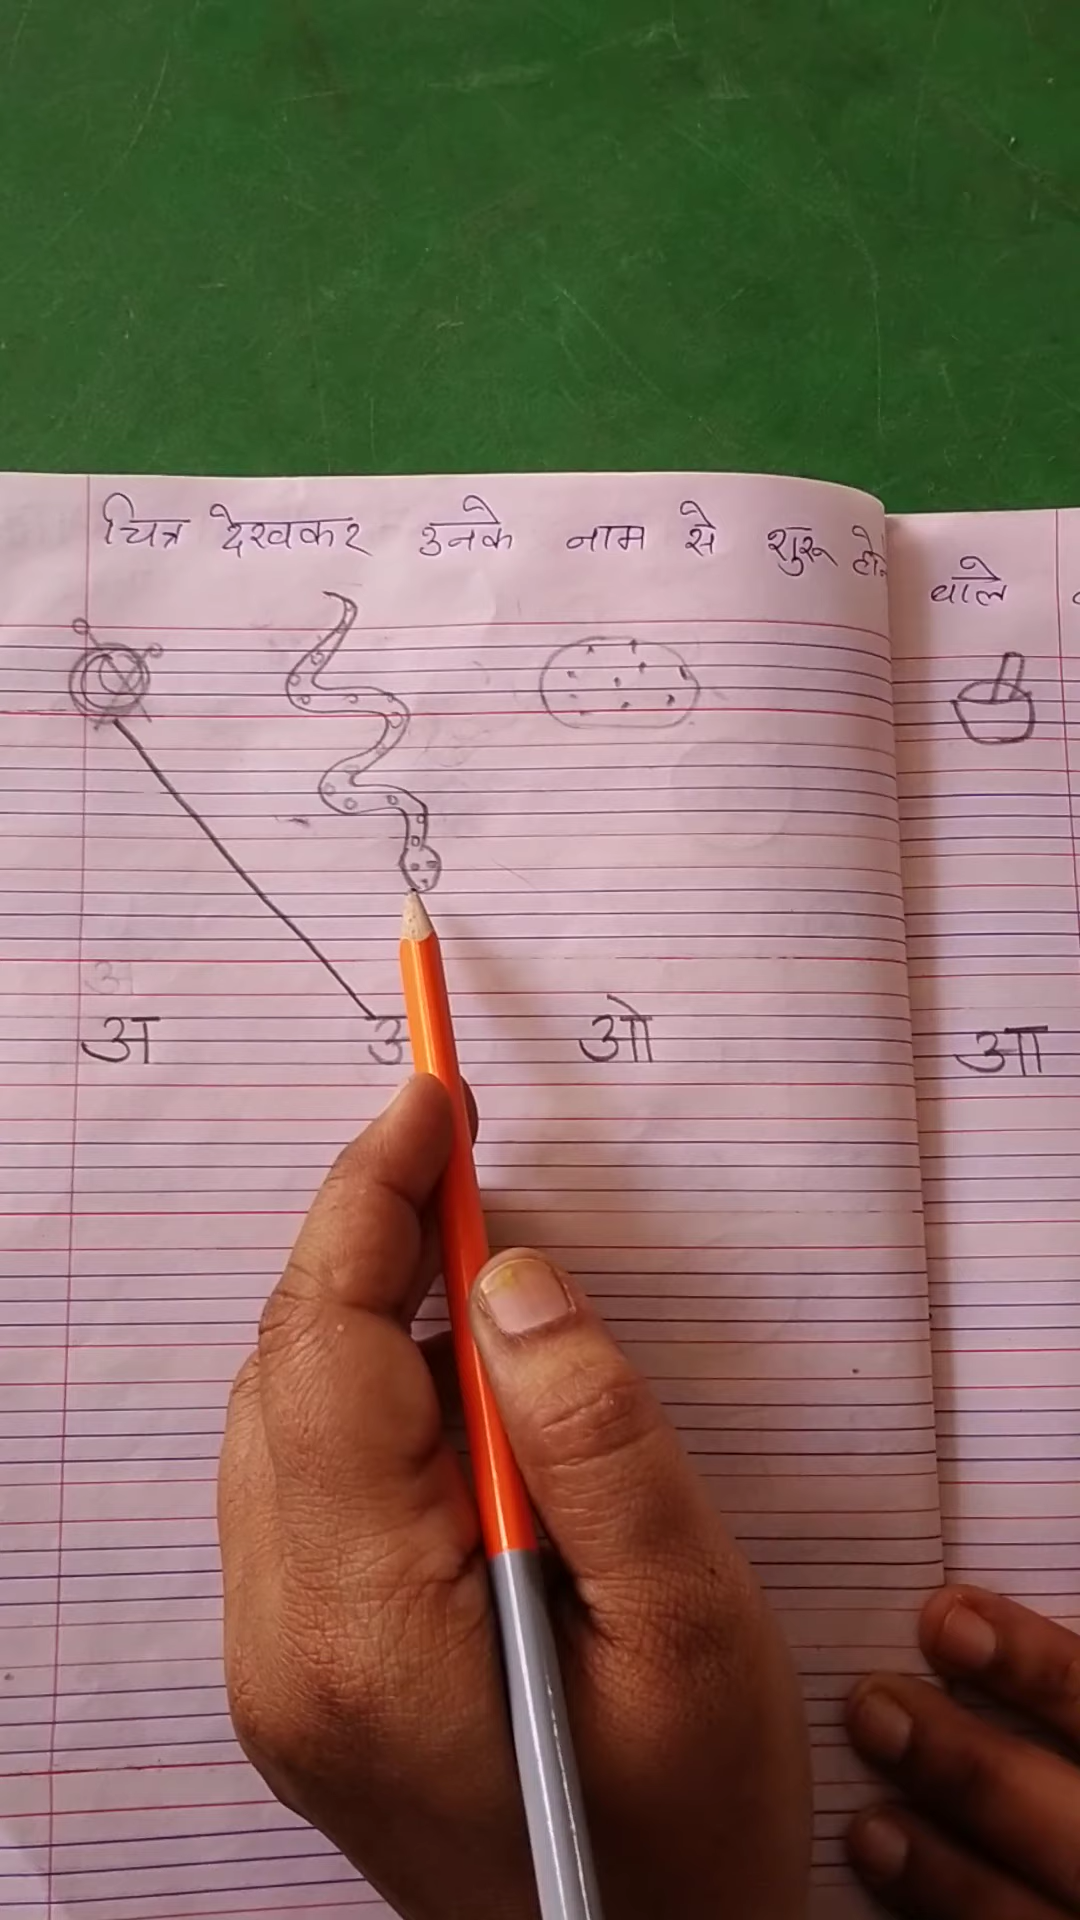 चित्र देखकर उनके नाम से शुरू होने वाले
अ उ ओ आ